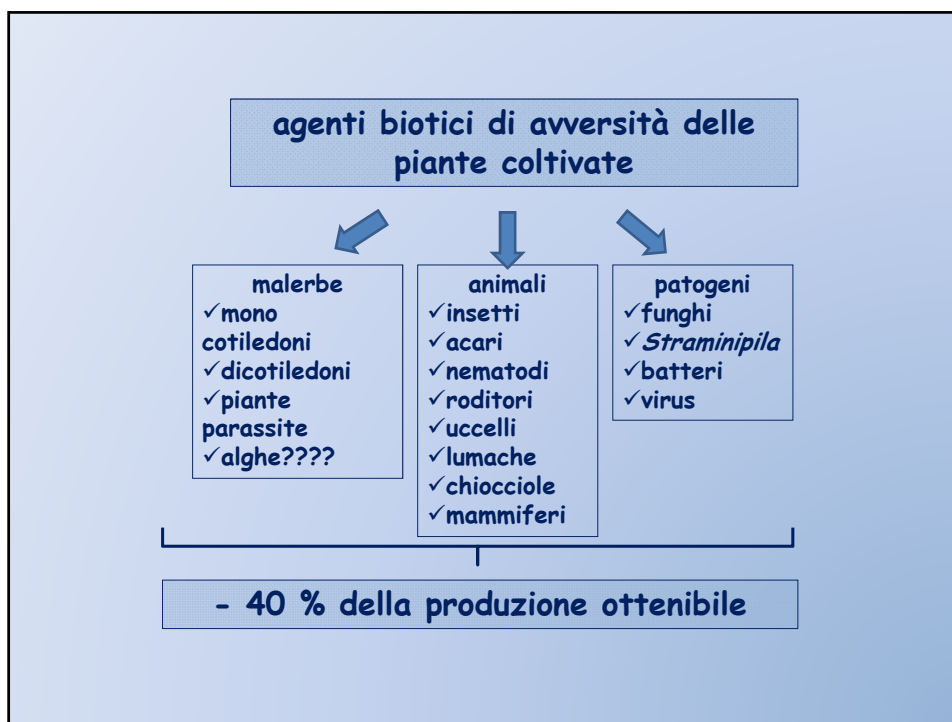 agenti biotici di avversità delle
piante coltivate
malerbe
✓mono
cotiledoni
✓dicotiledoni
✓piante
parassite
✓alghe????
animali
✓insetti
✓acari
✓nematodi
✓roditori
✓uccelli
✓lumache
✓chiocciole
✓mammiferi
patogeni
✓funghi
✓Straminipila
✓batteri
✓virus
- 40 % della produzione ottenibile